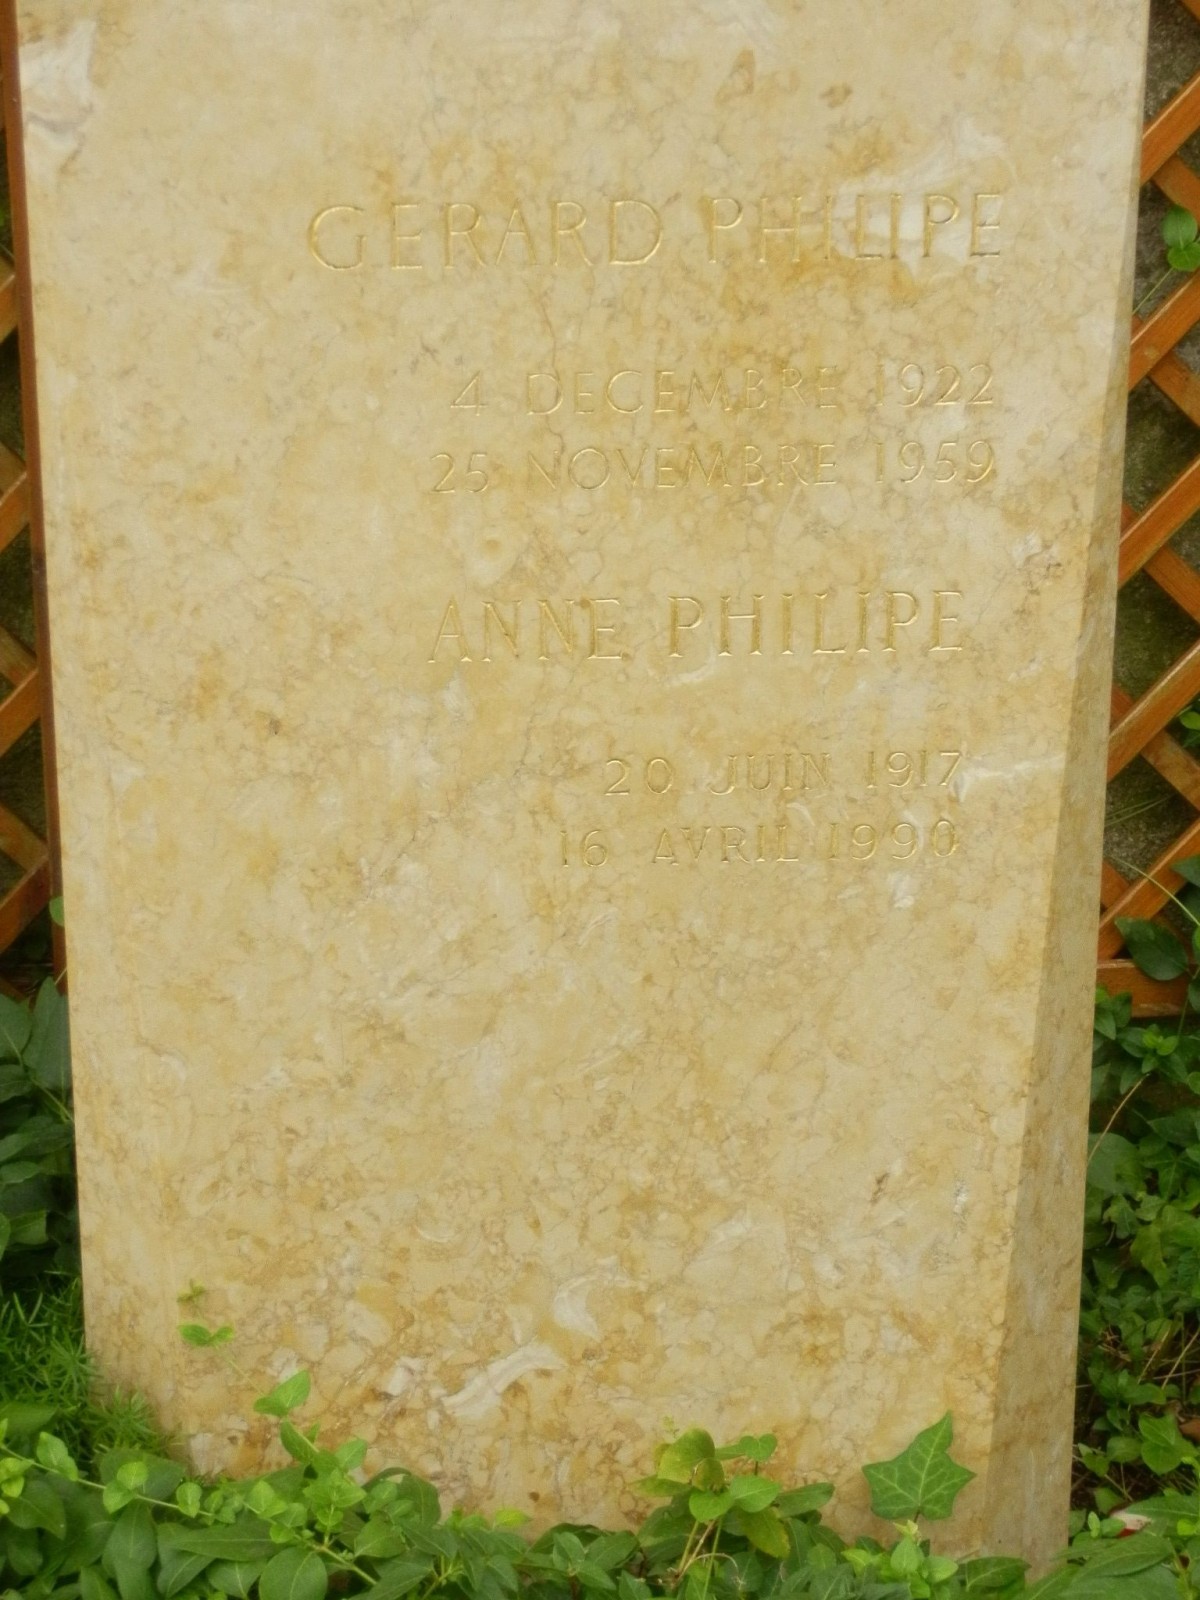 GERARD PHILIPE
4 DECEMBRE 1922
25 NOVEMBRE 1959
ANNE PHILIPE
20 JUIN 1917
16 AVRIL 1990